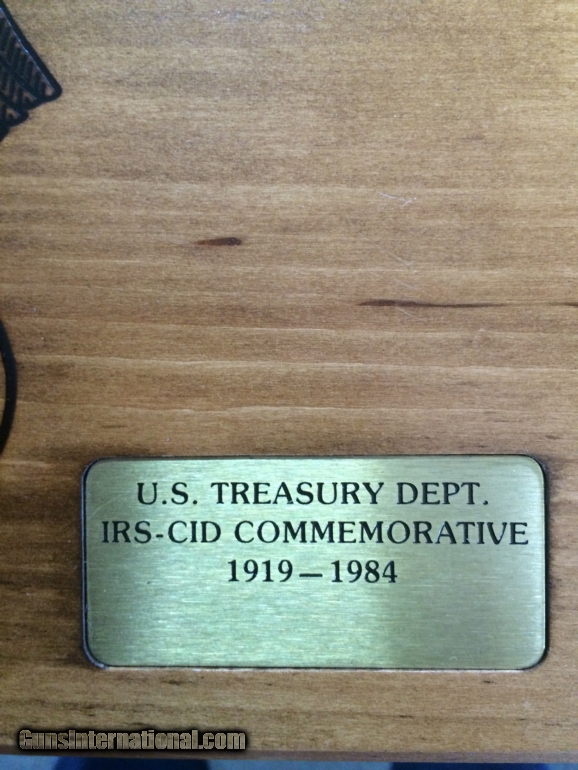 U.S. TREASURY DEPT.
IRS-CID COMMEMORATIVE
1919—1984
GunsInternational.com